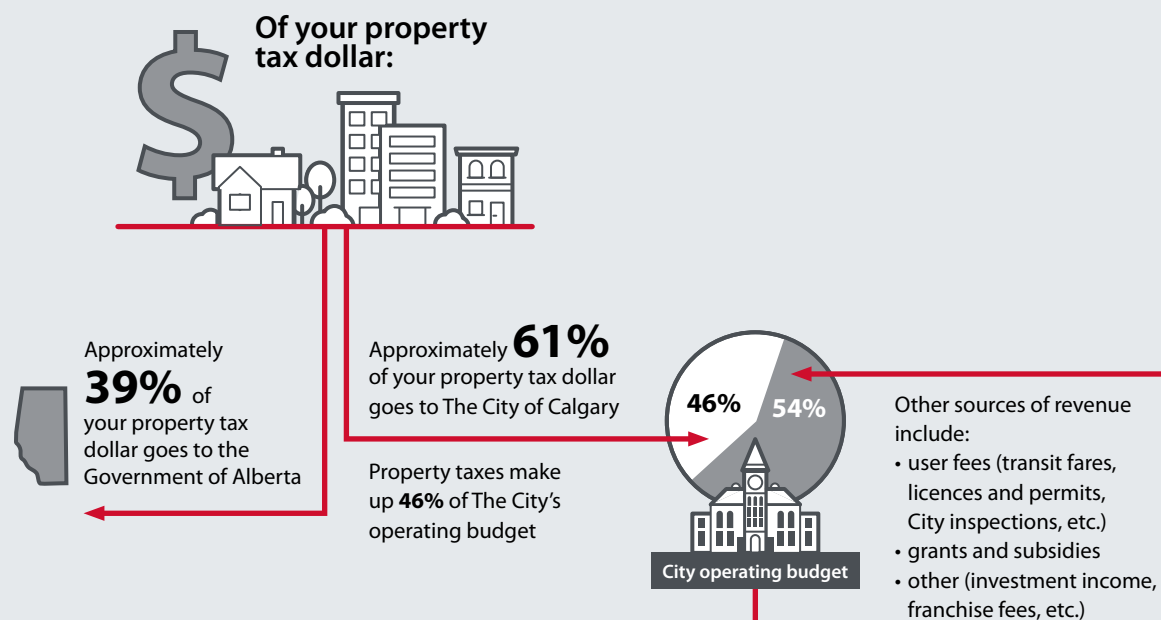 Of your property
tax dollar:
Approximately
39% of
your property tax
dollar goes to the
Government of Alberta
Approximately 61%
of your property tax dollar
goes to The City of Calgary
Property taxes make
up 46% of The City's
operating budget
46%
54%
City operating budget
Other sources of revenue
include:
• user fees (transit fares,
licences and permits,
City inspections, etc.)
• grants and subsidies
• other (investment income,
franchise fees, etc.)